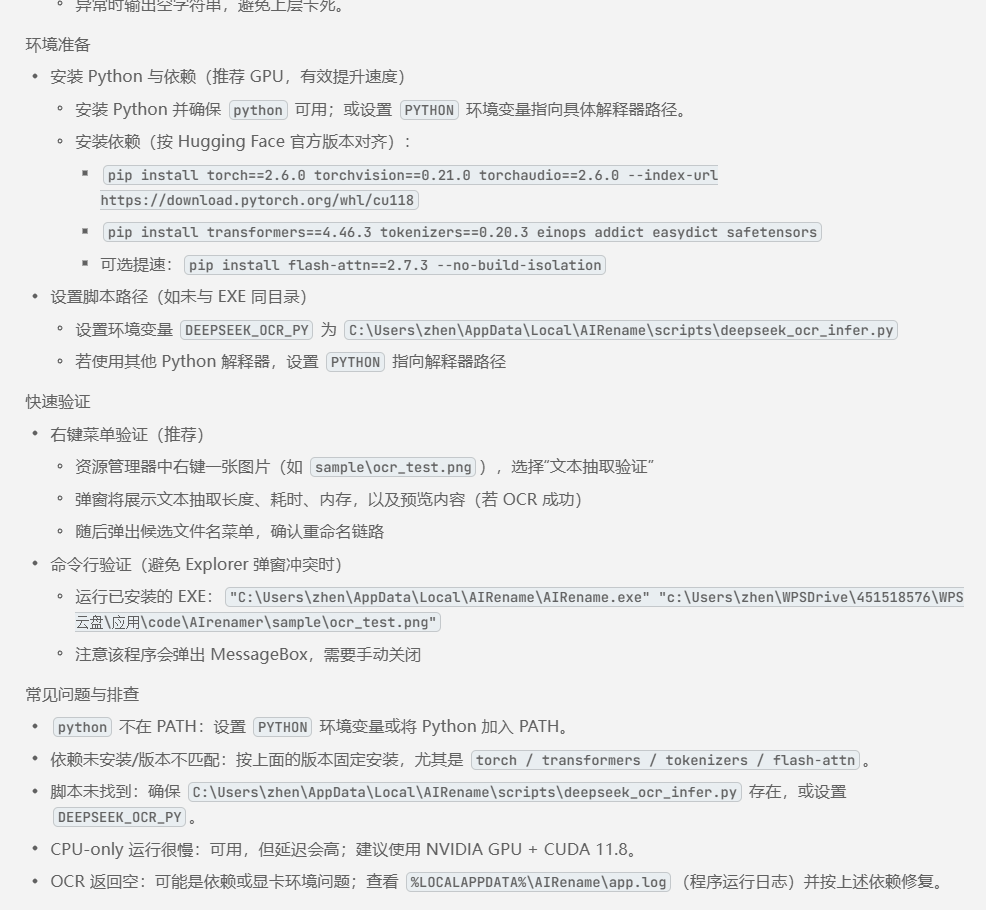 异常时输出空字符串，避免上层卡死。
环境准备
• 安装 Python 与依赖（推荐 GPU，有效提升速度）
◦ 安装 Python 并确保 python 可用；或设置 PYTHON 环境变量指向具体解释器路径。
◦ 安装依赖（按 Hugging Face 官方版本对齐）：
▪ pip install torch==2.6.0 torchvision==0.21.0 torchaudio==2.6.0 --index-url
https://download.pytorch.org/whl/cu118
▪ pip install transformers==4.46.3 tokenizers==0.20.3 einops addict easydict safetensors
▪ 可选提速： pip install flash-attn==2.7.3 --no-build-isolation
• 设置脚本路径（如未与 EXE 同目录）
◦ 设置环境变量 DEEPSEEK_OCR_PY 为 C:\Users\zhen\AppData\Local\AIRename\scripts\deepseek_ocr_infer.py
◦ 若使用其他 Python 解释器，设置 PYTHON 指向解释器路径
快速验证
• 右键菜单验证（推荐）
◦ 资源管理器中右键一张图片（如 sample\ocr_test.png ），选择“文本抽取验证”
◦ 弹窗将展示文本抽取长度、耗时、内存，以及预览内容（若 OCR 成功）
◦ 随后弹出候选文件名菜单，确认重命名链路
• 命令行验证（避免 Explorer 弹窗冲突时）
◦ 运行已安装的 EXE： "C:\Users\zhen\AppData\Local\AIRename\AIRename.exe" "c:\Users\zhen\WPSDrive\451518576\WPS
云盘\应用\code\AIrenamer\sample\ocr_test.png"
◦ 注意该程序会弹出 MessageBox，需要手动关闭
常见问题与排查
• python 不在 PATH：设置 PYTHON 环境变量或将 Python 加入 PATH。
• 依赖未安装/版本不匹配：按上面的版本固定安装，尤其是 torch / transformers / tokenizers / flash-attn 。
• 脚本未找到：确保 C:\Users\zhen\AppData\Local\AIRename\scripts\deepseek_ocr_infer.py 存在，或设置
DEEPSEEK_OCR_PY 。
• CPU-only 运行很慢：可用，但延迟会高；建议使用 NVIDIA GPU + CUDA 11.8。
• OCR 返回空：可能是依赖或显卡环境问题；查看 %LOCALAPPDATA%\AIRename\app.log （程序运行日志）并按上述依赖修复。